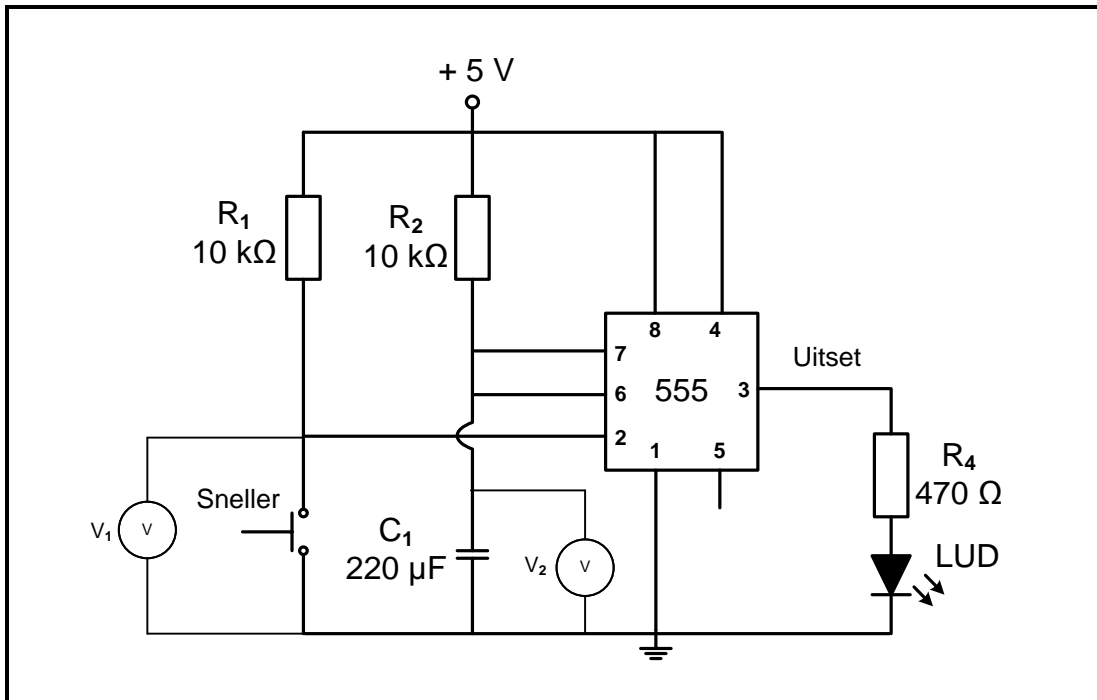 + 5 V
R₁
10 kΩ
R₂
10 kΩ
8
4
7
6
2
555
3
1
5
Uitset
R₄
470 Ω
LUD
Sneller
V₁
V
C₁
220 µF
V₂
V